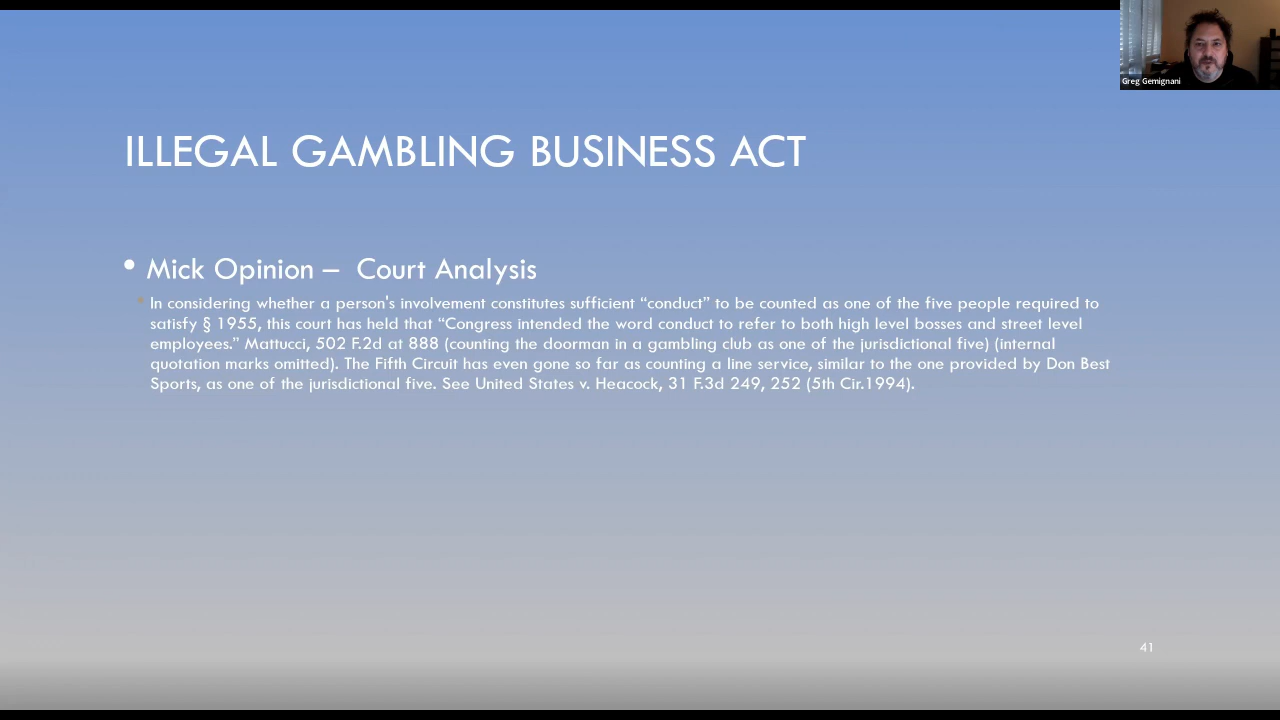 Greg Gemignani
ILLEGAL GAMBLING BUSINESS ACT
• Mick Opinion – Court Analysis
• In considering whether a person's involvement constitutes sufficient “conduct” to be counted as one of the five people required to
satisfy § 1955, this court has held that “Congress intended the word conduct to refer to both high level bosses and street level
employees.” Mattucci, 502 F.2d at 888 (counting the doorman in a gambling club as one of the jurisdictional five) (internal
quotation marks omitted). The Fifth Circuit has even gone so far as counting a line service, similar to the one provided by Don Best
Sports, as one of the jurisdictional five. See United States v. Heacock, 31 F.3d 249, 252 (5th Cir.1994).
41